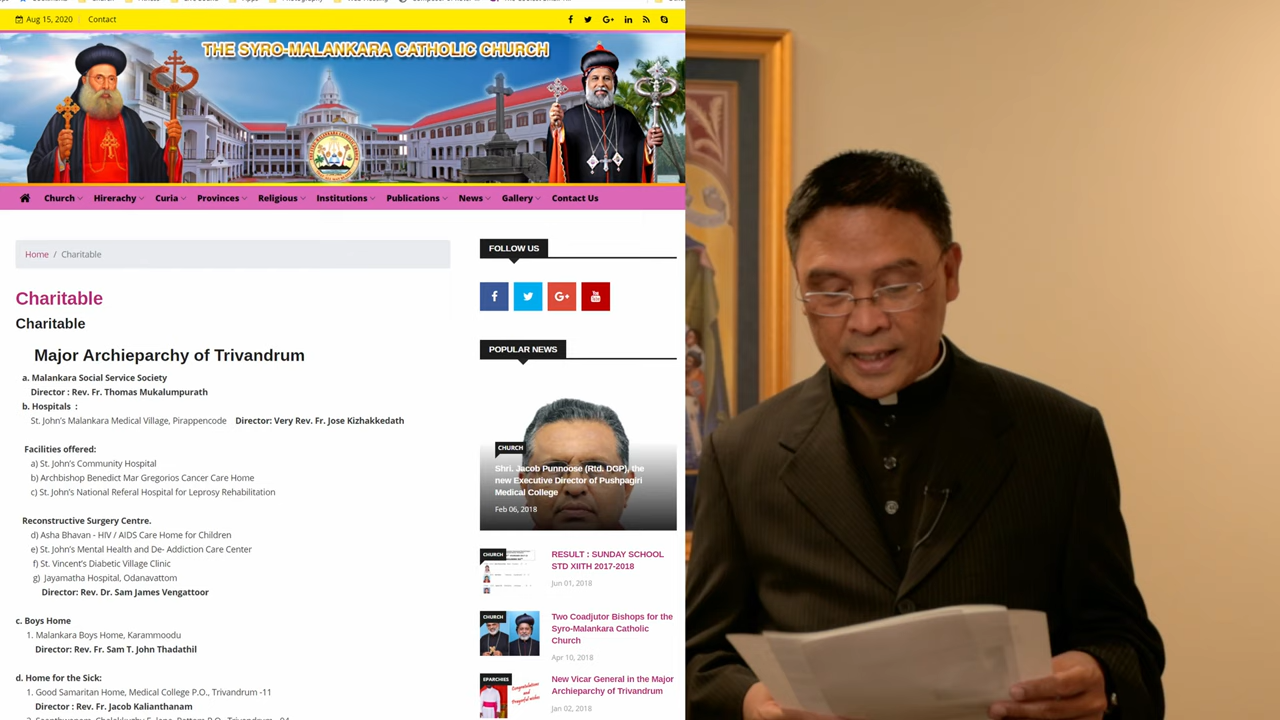 Aug 15, 2020 Contact
THE SYRO-MALANKARA CATHOLIC CHURCH
Church Hirerachy Curia Provinces Religious Institutions Publications News Gallery Contact Us
Home / Charitable
Charitable
Charitable
Major Archieparchy of Trivandrum
a. Malankara Social Service Society
Director : Rev. Fr. Thomas Mukalumpurath
b. Hospitals :
St. John's Malankara Medical Village, Pirappencode Director: Very Rev. Fr. Jose Kizhakkedath
Facilities offered:
a) St. John's Community Hospital
b) Archbishop Benedict Mar Gregorios Cancer Care Home
c) St. John's National Referal Hospital for Leprosy Rehabilitation
Reconstructive Surgery Centre.
d) Asha Bhavan - HIV / AIDS Care Home for Children
e) St. John's Mental Health and De- Addiction Care Center
f) St. Vincent's Diabetic Village Clinic
g) Jayamatha Hospital, Odanavattom
Director: Rev. Dr. Sam James Vengattoor
c. Boys Home
1. Malankara Boys Home, Karammoodu
Director: Rev. Fr. Sam T. John Thadathil
d. Home for the Sick:
1. Good Samaritan Home, Medical College P.O., Trivandrum -11
Director : Rev. Fr. Jacob Kalianthanam
FOLLOW US
POPULAR NEWS
CHURCH
Shri. Jacob Punnoose (Rtd. DGP), the
new Executive Director of Pushpagiri
Medical College
Feb 06, 2018
CHURCH
RESULT : SUNDAY SCHOOL
STD XIITH 2017-2018
Jun 01, 2018
CHURCH
Two Coadjutor Bishops for the
Syro-Malankara Catholic
Church
Apr 10, 2018
EPARCHIES
New Vicar General in the Major
Archieparchy of Trivandrum
Jan 02, 2018